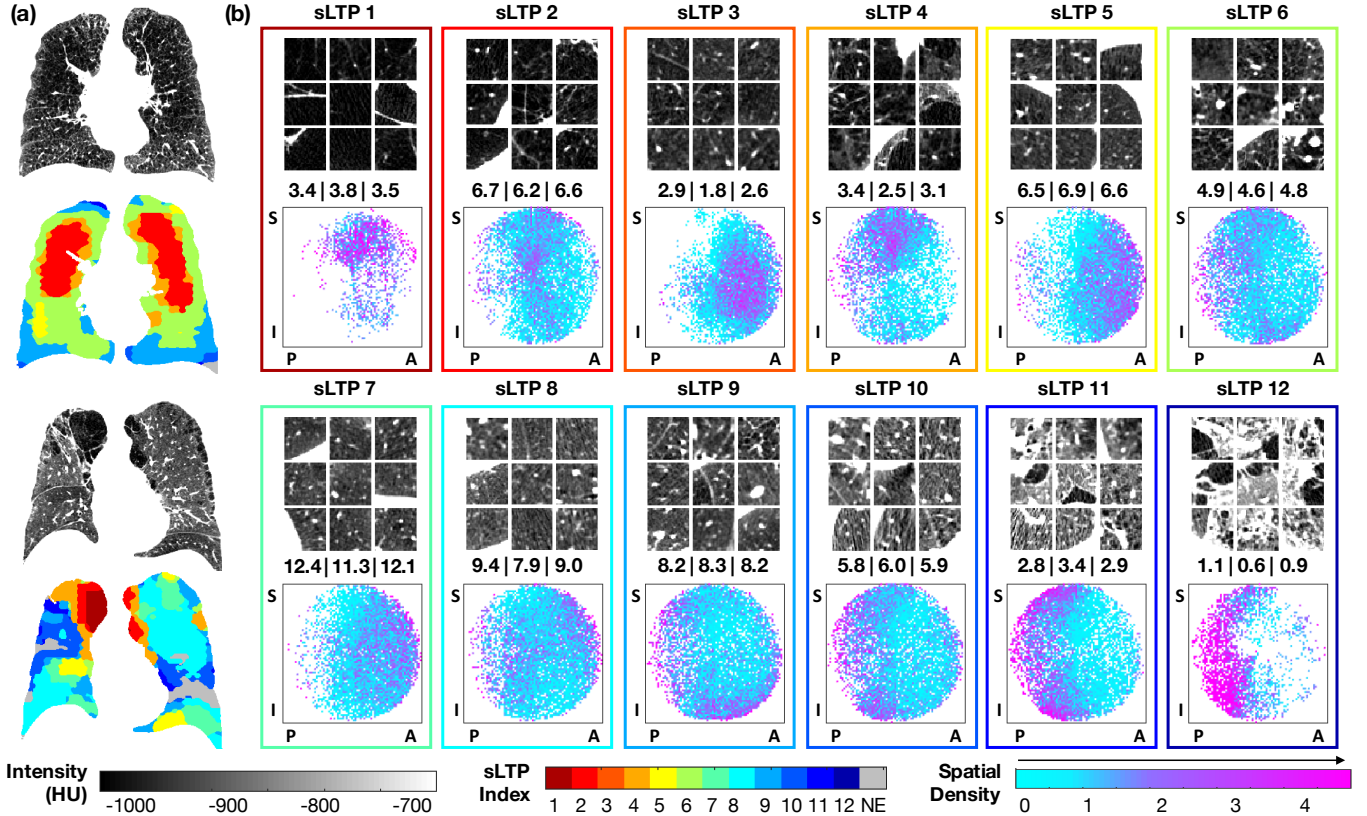 (a)
(b)
sLTP 1
sLTP 2
sLTP 3
sLTP 4
sLTP 5
sLTP 6
3.4 | 3.8 | 3.5
6.7 | 6.2 | 6.6
2.9 | 1.8 | 2.6
3.4 | 2.5 | 3.1
6.5 | 6.9 | 6.6
4.9 | 4.6 | 4.8
S
I
P A
S
I
P A
S
I
P A
S
I
P A
S
I
P A
S
I
P A
sLTP 7
sLTP 8
sLTP 9
sLTP 10
sLTP 11
sLTP 12
12.4 | 11.3 | 12.1
9.4 | 7.9 | 9.0
8.2 | 8.3 | 8.2
5.8 | 6.0 | 5.9
2.8 | 3.4 | 2.9
1.1 | 0.6 | 0.9
S
I
P A
S
I
P A
S
I
P A
S
I
P A
S
I
P A
S
I
P A
Intensity
(HU)
-1000 -900 -800 -700
sLTP
Index
1 2 3 4 5 6 7 8 9 10 11 12 NE
Spatial
Density
0 1 2 3 4